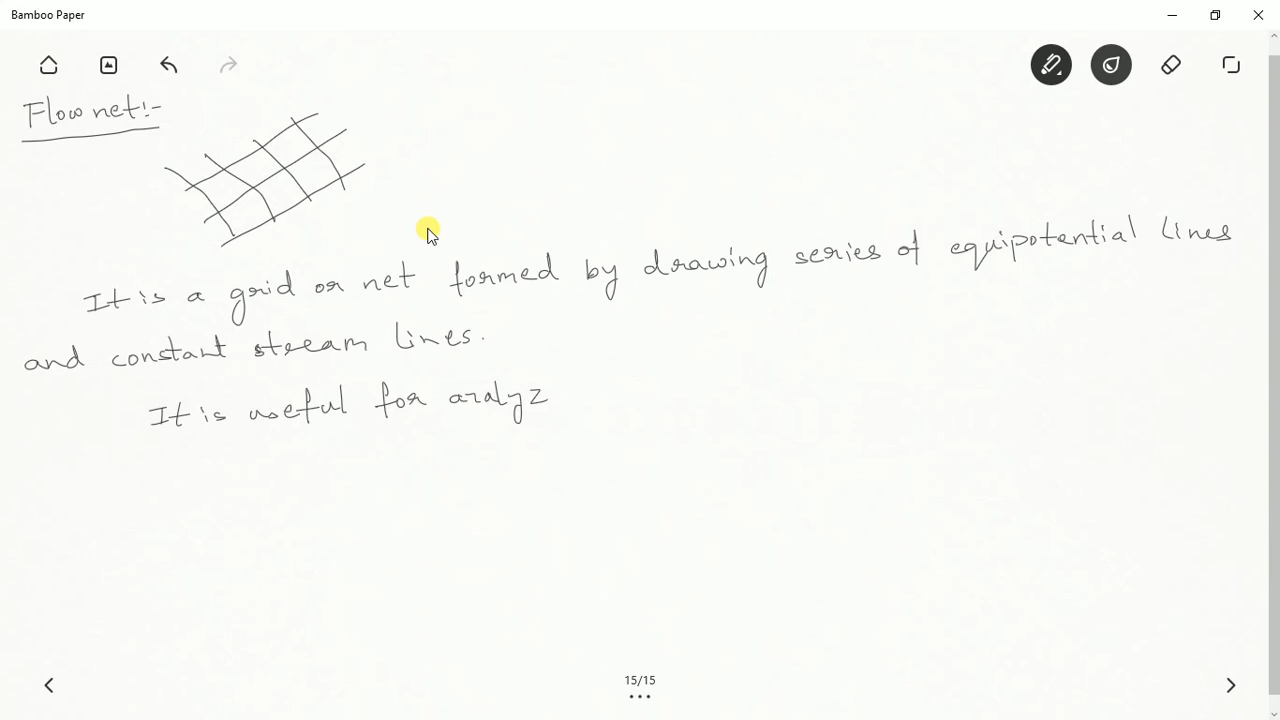 Bamboo Paper
Flow net:-
It is a grid or net formed by drawing series of equipotential lines
and constant stream lines.
It is useful for analyz
15/15